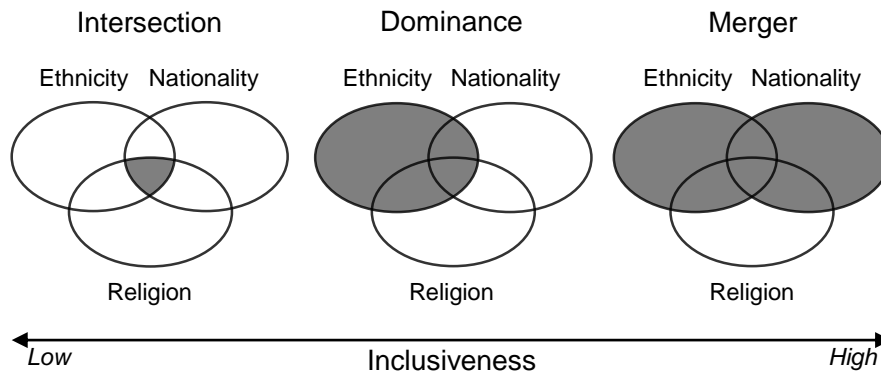 Intersection Dominance Merger
Ethnicity Nationality Ethnicity Nationality Ethnicity Nationality
Religion Religion Religion
Low Inclusiveness High